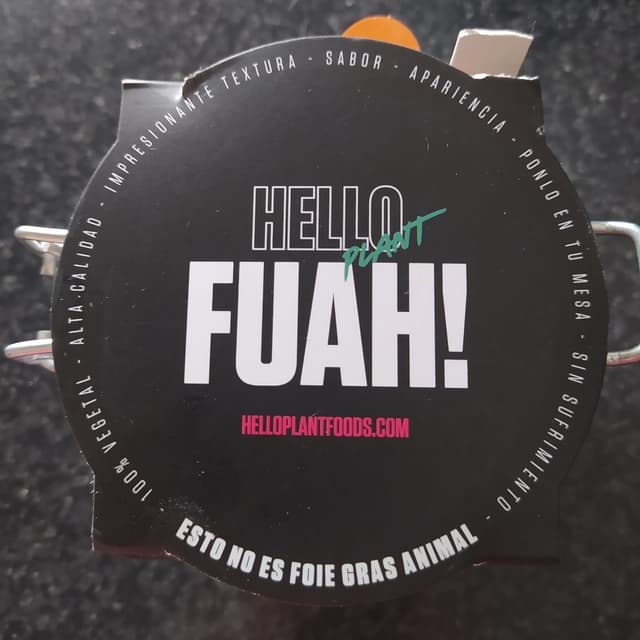 100% VEGETAL - ALTA CALIDAD - IMPRESIONANTE TEXTURA - SABOR - APARIENCIA - PONLO EN TU MESA - SIN SUFRIMIENTO -
HELLO
PLANT
FUAH!
HELLOPLANTFOODS.COM
ESTO NO ES FOIE GRAS ANIMAL